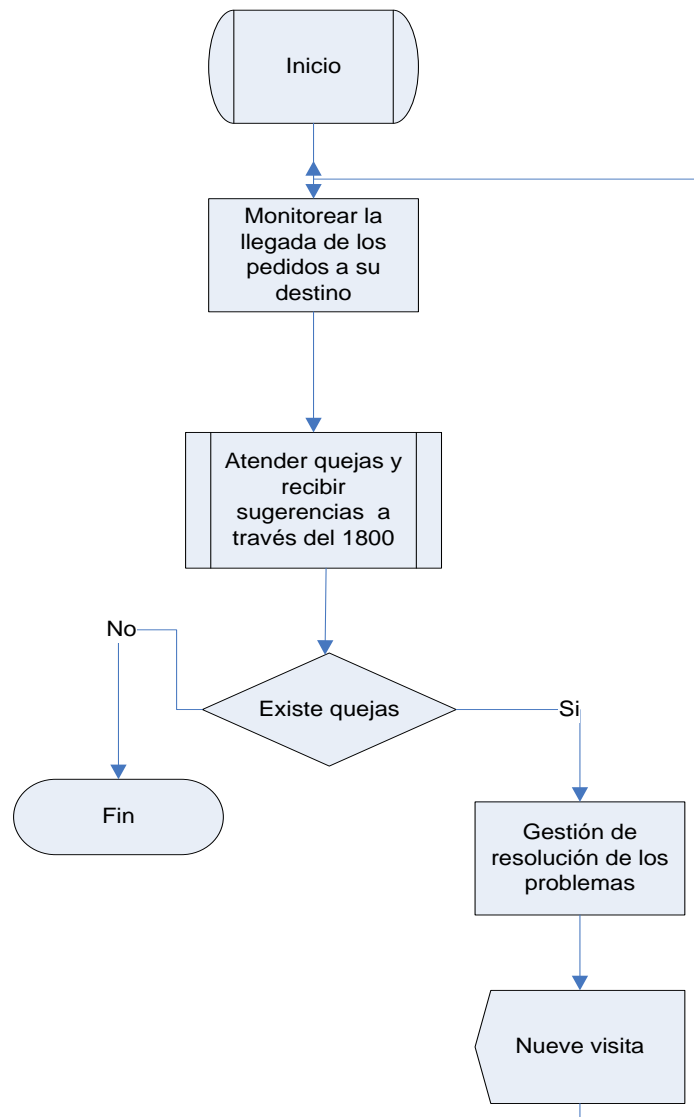 Inicio
Monitorear la
llegada de los
pedidos a su
destino
Atender quejas y
recibir
sugerencias a
través del 1800
No
Existe quejas
Si
Fin
Gestión de
resolución de los
problemas
Nueve visita